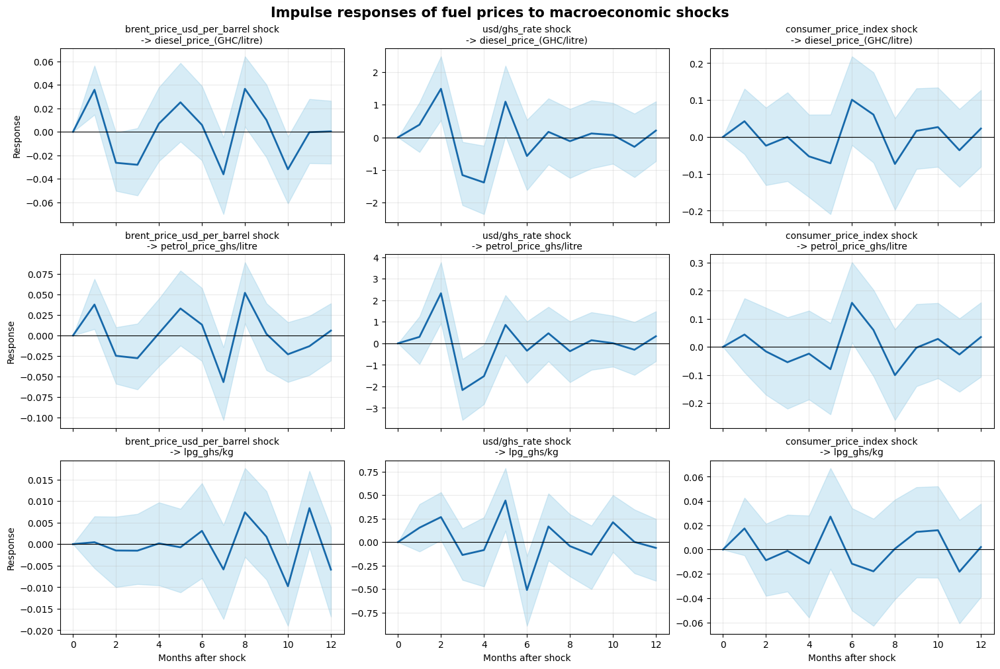 Impulse responses of fuel prices to macroeconomic shocks
brent_price_usd_per_barrel shock
-> diesel_price_(GHC/litre)
usd/ghs_rate shock
-> diesel_price_(GHC/litre)
consumer_price_index shock
-> diesel_price_(GHC/litre)
Response
0.06
0.04
0.02
0.00
−0.02
−0.04
−0.06
2
1
0
−1
−2
0.2
0.1
0.0
−0.1
−0.2
brent_price_usd_per_barrel shock
-> petrol_price_ghs/litre
usd/ghs_rate shock
-> petrol_price_ghs/litre
consumer_price_index shock
-> petrol_price_ghs/litre
Response
0.075
0.050
0.025
0.000
−0.025
−0.050
−0.075
−0.100
4
3
2
1
0
−1
−2
−3
0.3
0.2
0.1
0.0
−0.1
−0.2
brent_price_usd_per_barrel shock
-> lpg_ghs/kg
usd/ghs_rate shock
-> lpg_ghs/kg
consumer_price_index shock
-> lpg_ghs/kg
Response
0.015
0.010
0.005
0.000
−0.005
−0.010
−0.015
−0.020
0.75
0.50
0.25
0.00
−0.25
−0.50
−0.75
0.06
0.04
0.02
0.00
−0.02
−0.04
−0.06
0 2 4 6 8 10 12
0 2 4 6 8 10 12
0 2 4 6 8 10 12
Months after shock
Months after shock
Months after shock